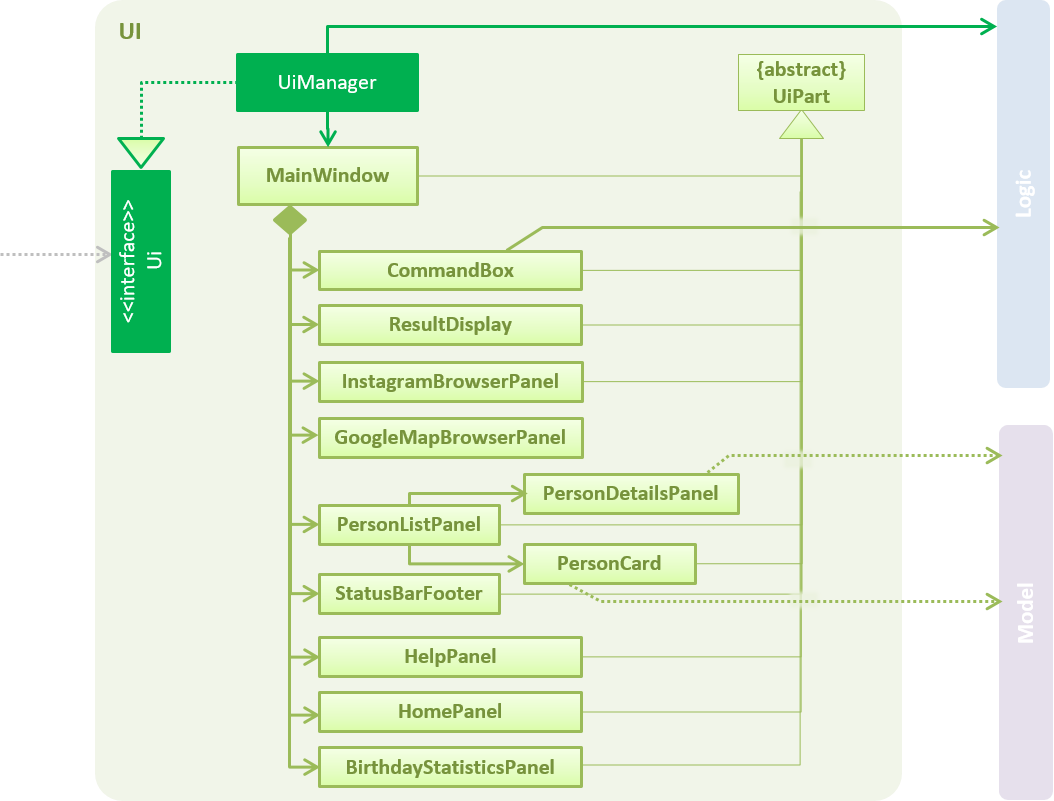 UI
UiManager
{abstract}
UiPart
MainWindow
Logic
<<interface>>
Ui
CommandBox
ResultDisplay
InstagramBrowserPanel
GoogleMapBrowserPanel
PersonDetailsPanel
PersonListPanel
PersonCard
StatusBarFooter
Model
HelpPanel
HomePanel
BirthdayStatisticsPanel